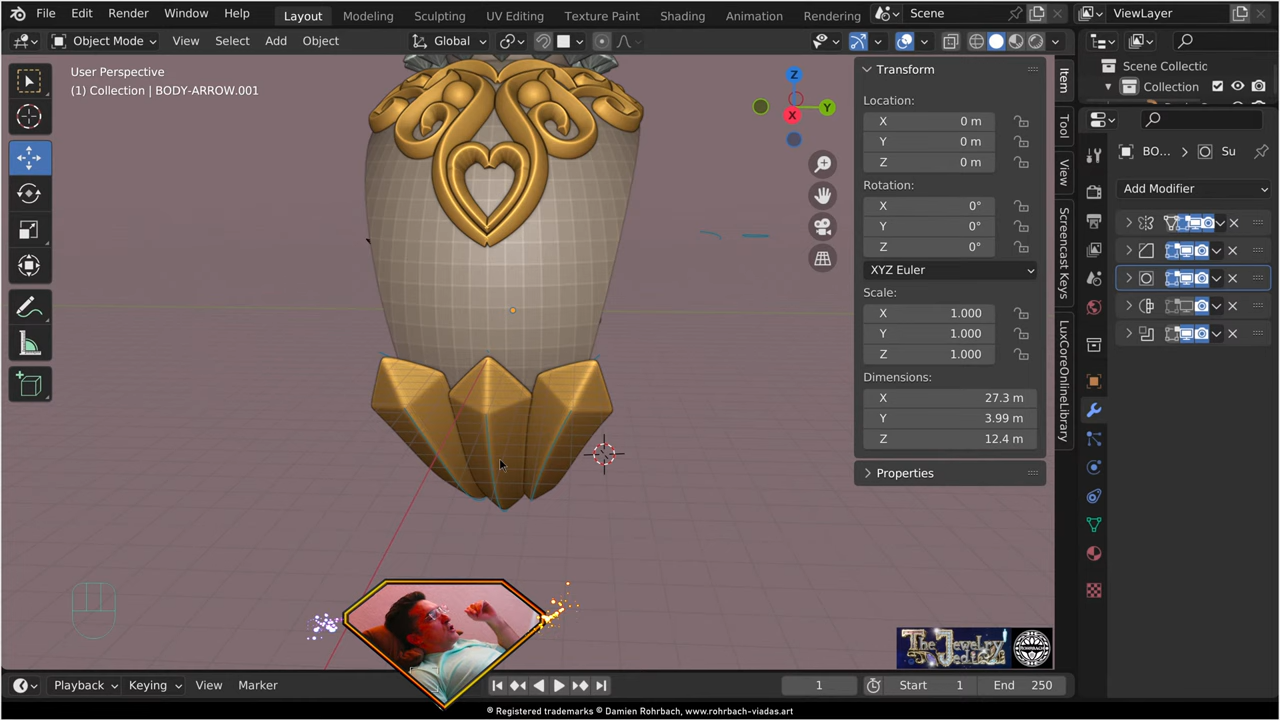 File Edit Render Window Help Layout Modeling Sculpting UV Editing Texture Paint Shading Animation Rendering Scene ViewLayer
Object Mode View Select Add Object Global
User Perspective
(1) Collection | BODY-ARROW.001
Z
Y
X
Transform
Location:
X 0 m
Y 0 m
Z 0 m
Rotation:
X 0°
Y 0°
Z 0°
XYZ Euler
Scale:
X 1.000
Y 1.000
Z 1.000
Dimensions:
X 27.3 m
Y 3.99 m
Z 12.4 m
Properties
Item
Tool
View
Screencast Keys
LuxCoreOnlineLibrary
Scene Collectic
Collection
BO... > Su
Add Modifier
The Jewelry
Jedi
Playback Keying View Marker 1 Start 1 End 250
® Registered trademarks © Damien Rohrbach, www.rohrbach-viadas.art